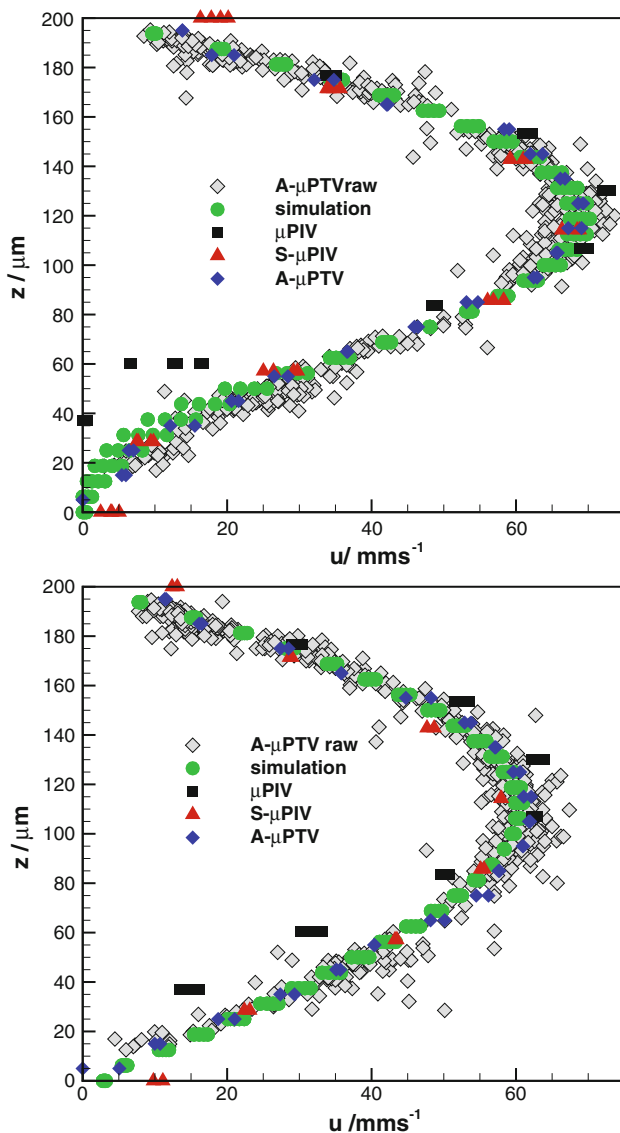 200
180
160
140
120
100
80
60
40
20
0
z / μm
A-μPTVraw
simulation
μPIV
S-μPIV
A-μPTV
0
20
40
60
u/ mms⁻¹
200
180
160
140
120
100
80
60
40
20
0
z / μm
A-μPTV raw
simulation
μPIV
S-μPIV
A-μPTV
0
20
40
60
u /mms⁻¹